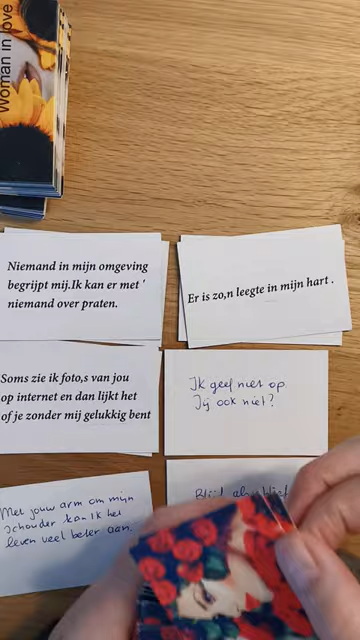 Woman in love
Niemand in mijn omgeving
begrijpt mij.Ik kan er met '
niemand over praten.
Er is zo,n leegte in mijn hart .
Soms zie ik foto,s van jou
op internet en dan lijkt het
of je zonder mij gelukkig bent
Ik geef niet op
Jij ook niet?
Met jouw arm om mijn
schouder kan ik het
leven veel beter aan.
Blijf